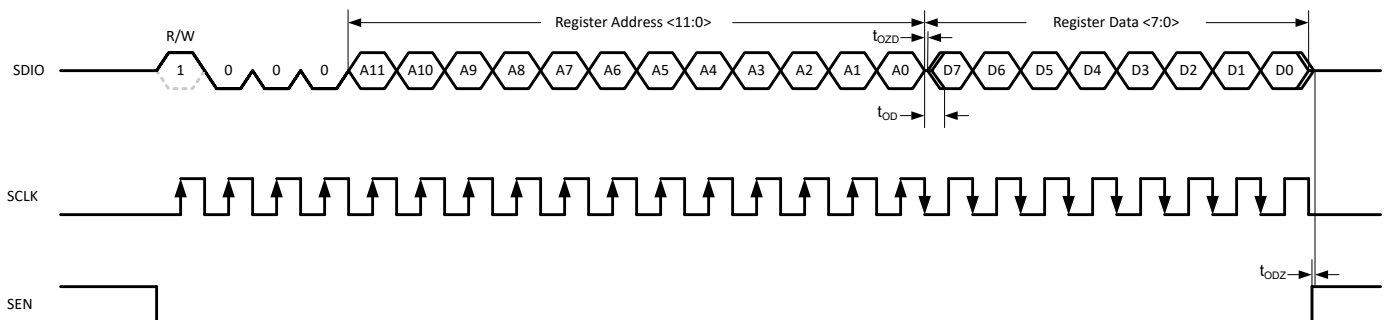 Register Address <11:0>
Register Data <7:0>
R/W
tOZD
SDIO
1 0 0 0 A11 A10 A9 A8 A7 A6 A5 A4 A3 A2 A1 A0 D7 D6 D5 D4 D3 D2 D1 D0
tOD
SCLK
tODZ
SEN